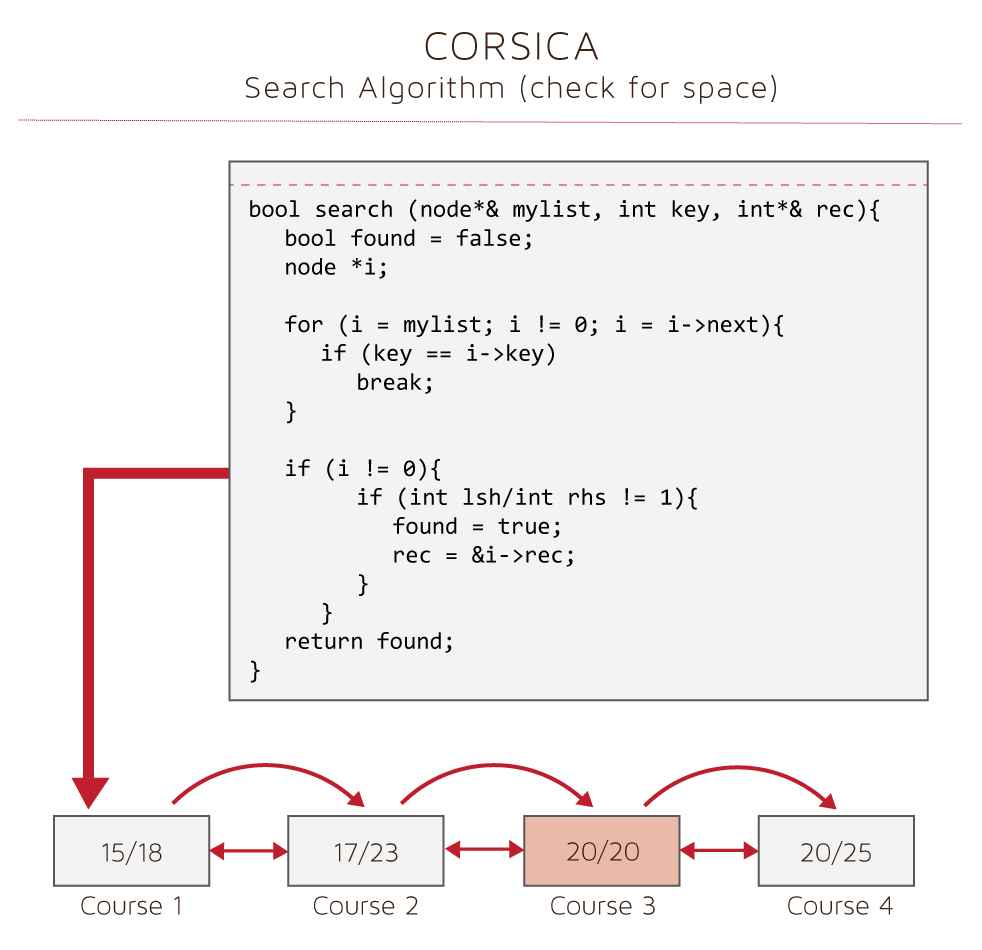 CORSICA
Search Algorithm (check for space)
bool search (node*& mylist, int key, int*& rec){
bool found = false;
node *i;
for (i = mylist; i != 0; i = i->next){
if (key == i->key)
break;
}
if (i != 0){
if (int lsh/int rhs != 1){
found = true;
rec = &i->rec;
}
}
return found;
}
15/18
17/23
20/20
20/25
Course 1
Course 2
Course 3
Course 4